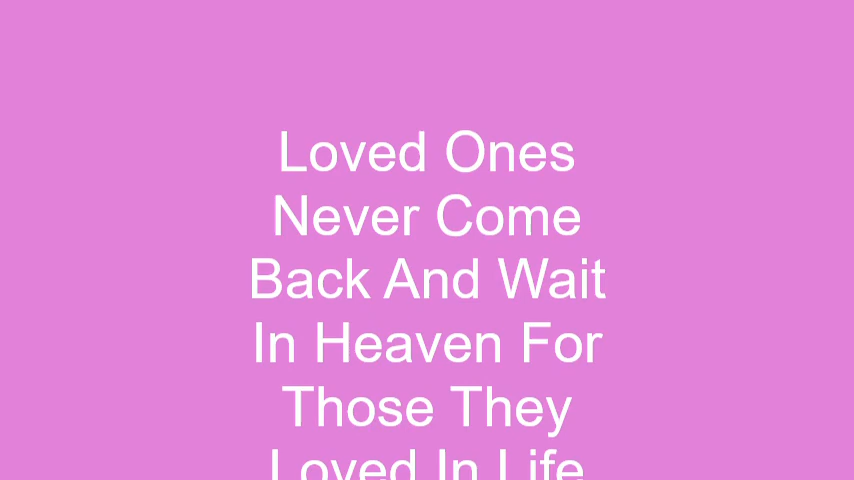 Loved Ones
Never Come
Back And Wait
In Heaven For
Those They
Loved In Life